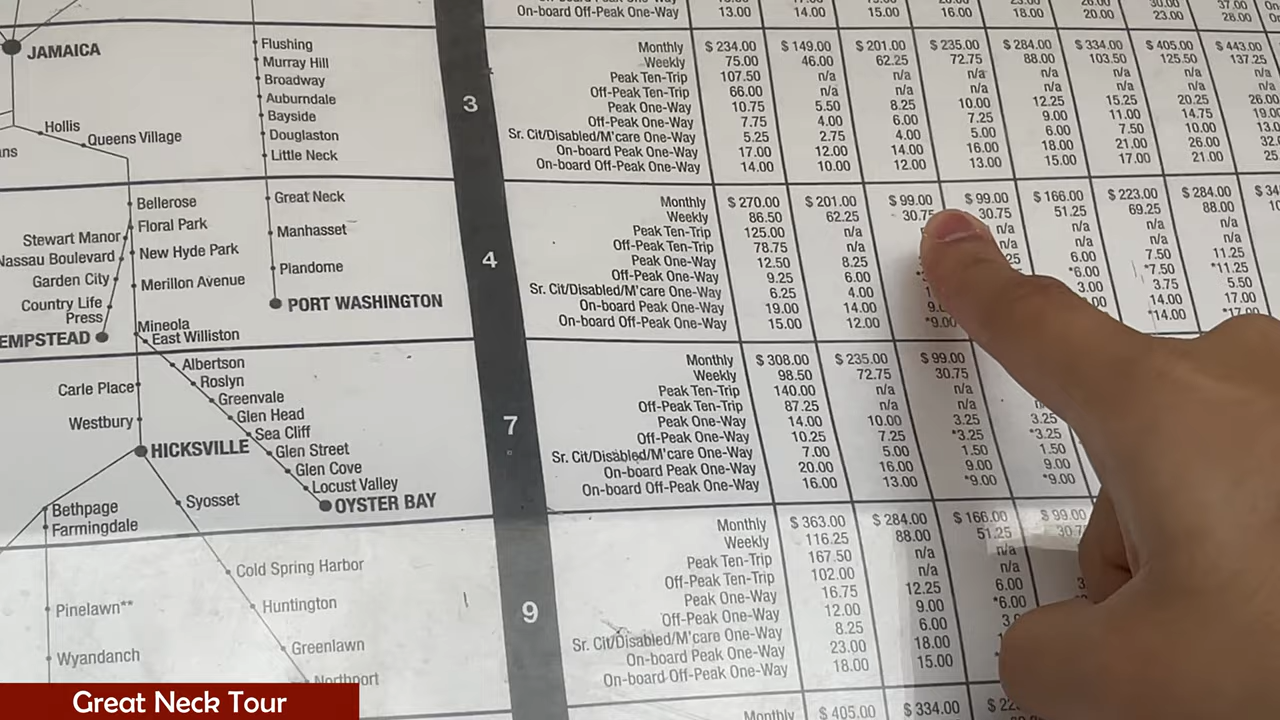 JAMAICA
Hollis
Queens Village
Flushing
Murray Hill
Broadway
Auburndale
Bayside
Douglaston
Little Neck
Bellerose
Floral Park
Stewart Manor
Nassau Boulevard
New Hyde Park
Garden City
Merillon Avenue
Country Life
Press
EMPSTEAD
Mineola
East Williston
Great Neck
Manhasset
Plandome
PORT WASHINGTON
Albertson
Roslyn
Carle Place
Greenvale
Glen Head
Westbury
Sea Cliff
HICKSVILLE
Glen Street
Glen Cove
Locust Valley
OYSTER BAY
Syosset
Bethpage
Farmingdale
Cold Spring Harbor
Pinelawn**
Huntington
Greenlawn
Wyandanch
Northport
On-board Off-Peak One-Way 13.00 14.00 15.00 16.00 18.00 20.00 23.00 28.00
3
Monthly $ 234.00 $ 149.00 $ 201.00 $ 235.00 $ 284.00 $ 334.00 $ 405.00 $ 443.00
Weekly 75.00 46.00 62.25 72.75 88.00 103.50 125.50 137.25
Peak Ten-Trip 107.50 n/a n/a n/a n/a n/a n/a n/a
Off-Peak Ten-Trip 66.00 n/a n/a n/a n/a n/a n/a n/a
Peak One-Way 10.75 5.50 8.25 10.00 12.25 15.25 20.25 26.00
Off-Peak One-Way 7.75 4.00 6.00 7.25 9.00 11.00 14.75
Sr. Cit/Disabled/M'care One-Way 5.25 2.75 4.00 5.00 6.00 7.50 10.00
On-board Peak One-Way 17.00 12.00 14.00 16.00 18.00 21.00 26.00
On-board Off-Peak One-Way 14.00 10.00 12.00 13.00 15.00 17.00 21.00
4
Monthly $ 270.00 $ 201.00 $ 99.00 $ 99.00 $ 166.00 $ 223.00 $ 284.00
Weekly 86.50 62.25 30.75 30.75 51.25 69.25 88.00
Peak Ten-Trip 125.00 n/a n/a n/a n/a n/a
Off-Peak Ten-Trip 78.75 n/a n/a n/a n/a n/a
Peak One-Way 12.50 8.25 6.00 7.50 11.25
Off-Peak One-Way 9.25 6.00 *6.00 *7.50 *11.25
Sr. Cit/Disabled/M'care One-Way 6.25 4.00 3.00 3.75 5.50
On-board Peak One-Way 19.00 14.00 14.00 17.00
On-board Off-Peak One-Way 15.00 12.00 *9.00 *14.00 *17.00
7
Monthly $ 308.00 $ 235.00 $ 99.00
Weekly 98.50 72.75 30.75
Peak Ten-Trip 140.00 n/a n/a
Off-Peak Ten-Trip 87.25 n/a n/a
Peak One-Way 14.00 10.00 3.25 3.25
Off-Peak One-Way 10.25 7.25 *3.25 *3.25
Sr. Cit/Disabled/M'care One-Way 7.00 5.00 1.50 1.50
On-board Peak One-Way 20.00 16.00 9.00 9.00
On-board Off-Peak One-Way 16.00 13.00 *9.00 *9.00
9
Monthly $ 363.00 $ 284.00 $ 166.00 $ 99.00
Weekly 116.25 88.00 51.25
Peak Ten-Trip 167.50 n/a n/a
Off-Peak Ten-Trip 102.00 n/a n/a
Peak One-Way 16.75 12.25 6.00
Off-Peak One-Way 12.00 9.00 *6.00
Sr. Cit/Disabled/M'care One-Way 8.25 6.00
On-board Peak One-Way 23.00 18.00
On-board Off-Peak One-Way 18.00 15.00
Monthly $ 405.00 $ 334.00
Great Neck Tour